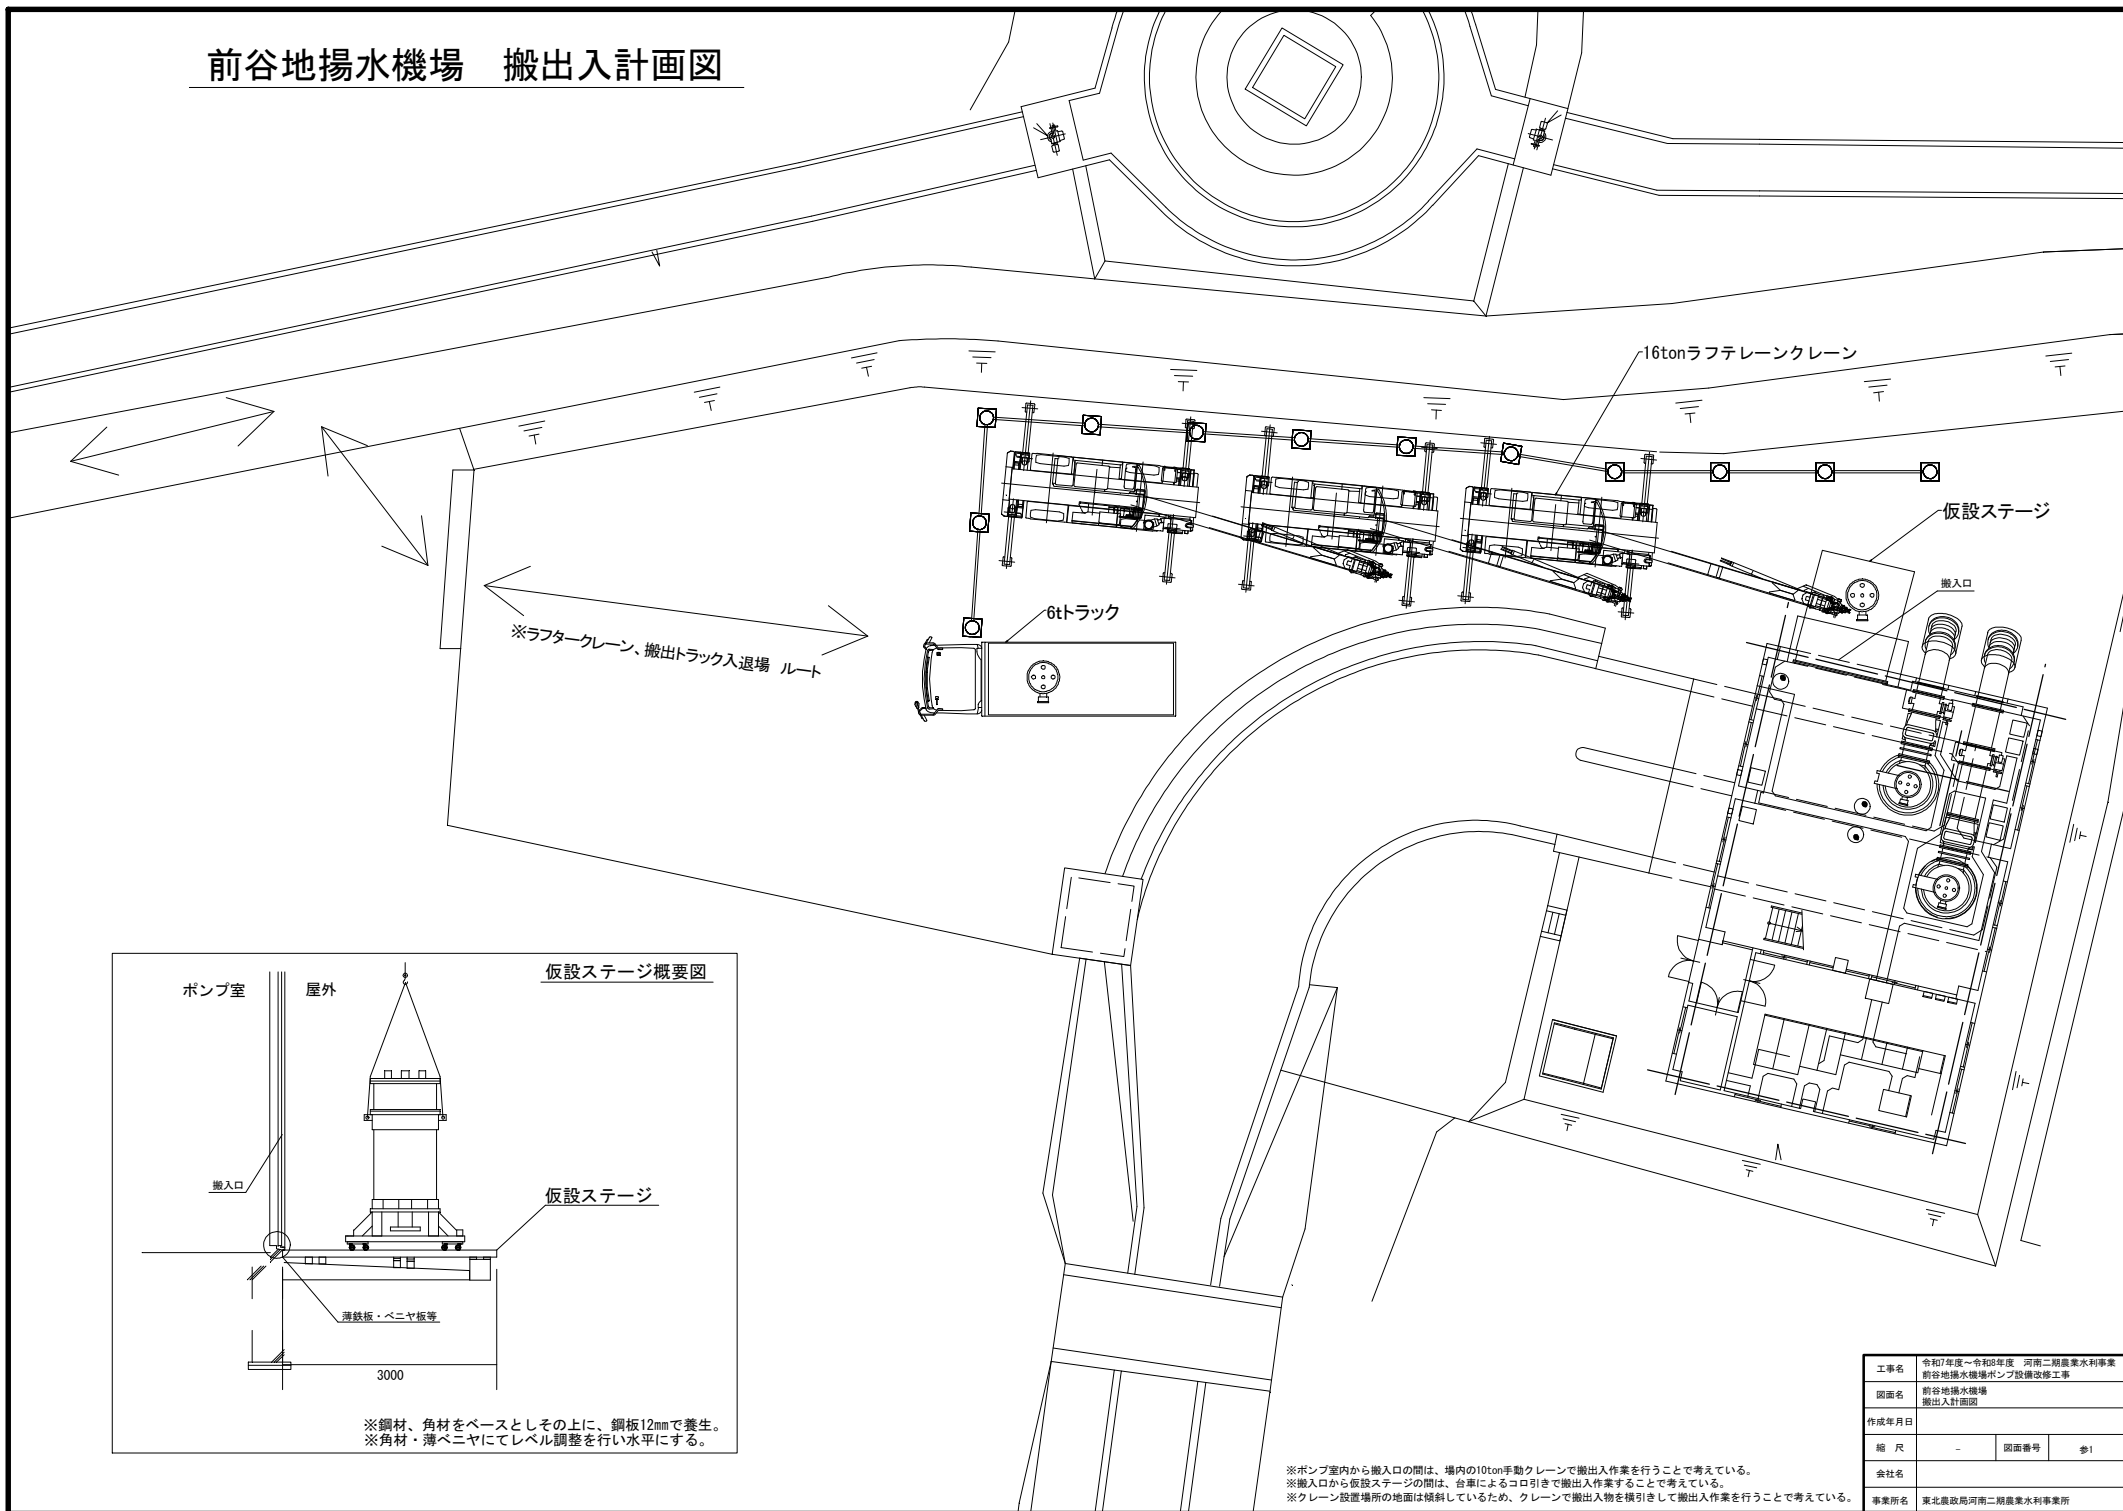 前谷地揚水機場　搬出入計画図
16tonラフテレーンクレーン
仮設ステージ
搬入口
6tトラック
※ラフタークレーン、搬出トラック入退場　ルート
仮設ステージ概要図
ポンプ室
屋外
搬入口
仮設ステージ
薄鉄板・ベニヤ板等
3000
※鋼材、角材をベースとしその上に、鋼板12mmで養生。
※角材・薄ベニヤにてレベル調整を行い水平にする。
※ポンプ室内から搬入口の間は、場内の10ton手動クレーンで搬出入作業を行うことで考えている。
※搬入口から仮設ステージの間は、台車によるコロ引きで搬出入作業することで考えている。
※クレーン設置場所の地面は傾斜しているため、クレーンで搬出入物を横引きして搬出入作業を行うことで考えている。
工事名　令和7年度～令和8年度　河南二期農業水利事業
前谷地揚水機場ポンプ設備改修工事
図面名　前谷地揚水機場
搬出入計画図
作成年月日
縮　尺　－　図面番号　参1
会社名
事業所名　東北農政局河南二期農業水利事業所